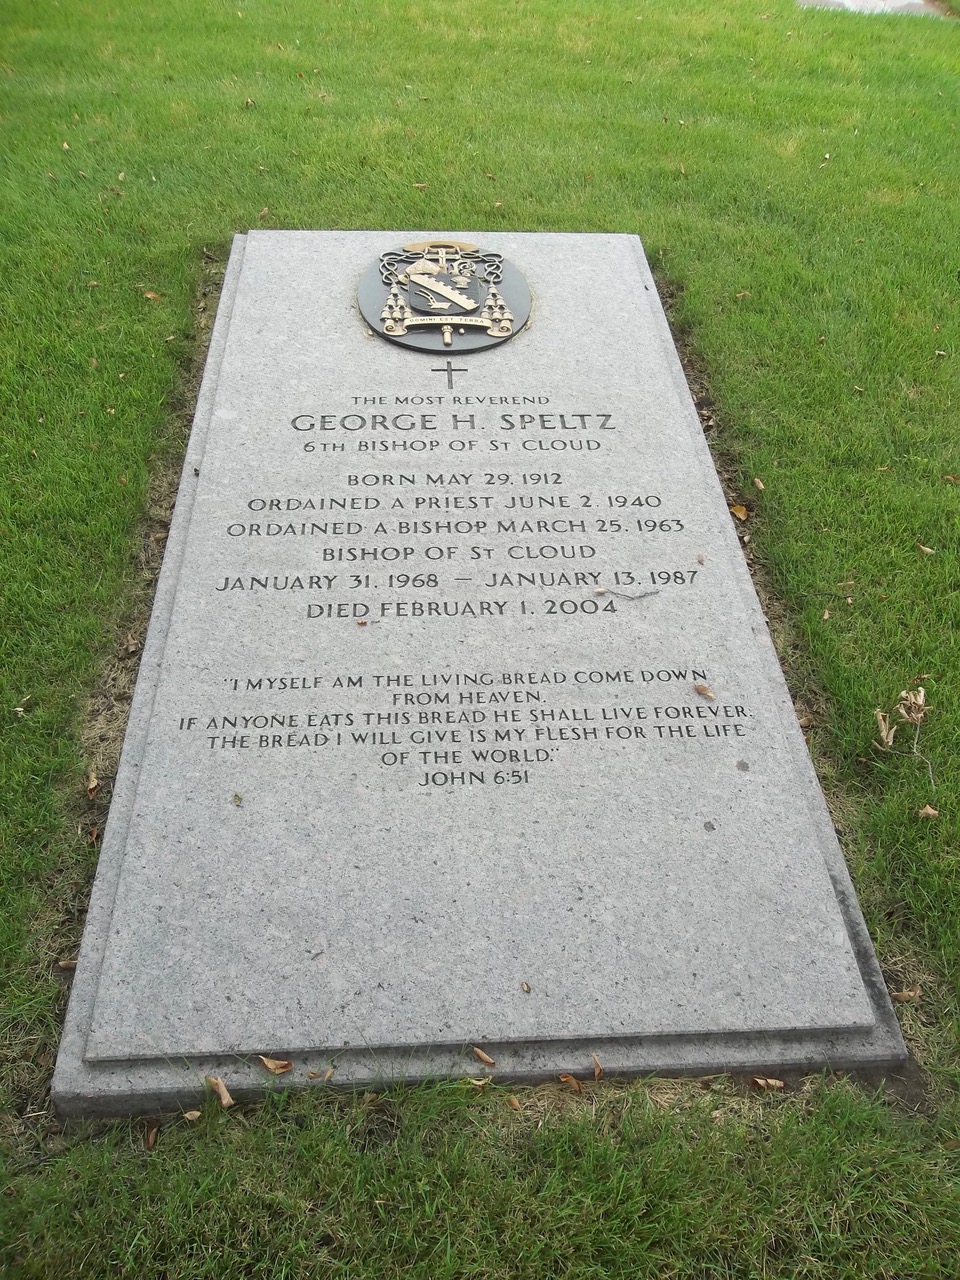 DOMINI EST TERRA
THE MOST REVEREND
GEORGE H. SPELTZ
6TH BISHOP OF ST CLOUD
BORN MAY 29, 1912
ORDAINED A PRIEST JUNE 2, 1940
ORDAINED A BISHOP MARCH 25, 1963
BISHOP OF ST CLOUD
JANUARY 31, 1968 — JANUARY 13, 1987
DIED FEBRUARY 1, 2004
"I MYSELF AM THE LIVING BREAD COME DOWN
FROM HEAVEN.
IF ANYONE EATS THIS BREAD HE SHALL LIVE FOREVER;
THE BREAD I WILL GIVE IS MY FLESH FOR THE LIFE
OF THE WORLD."
JOHN 6:51